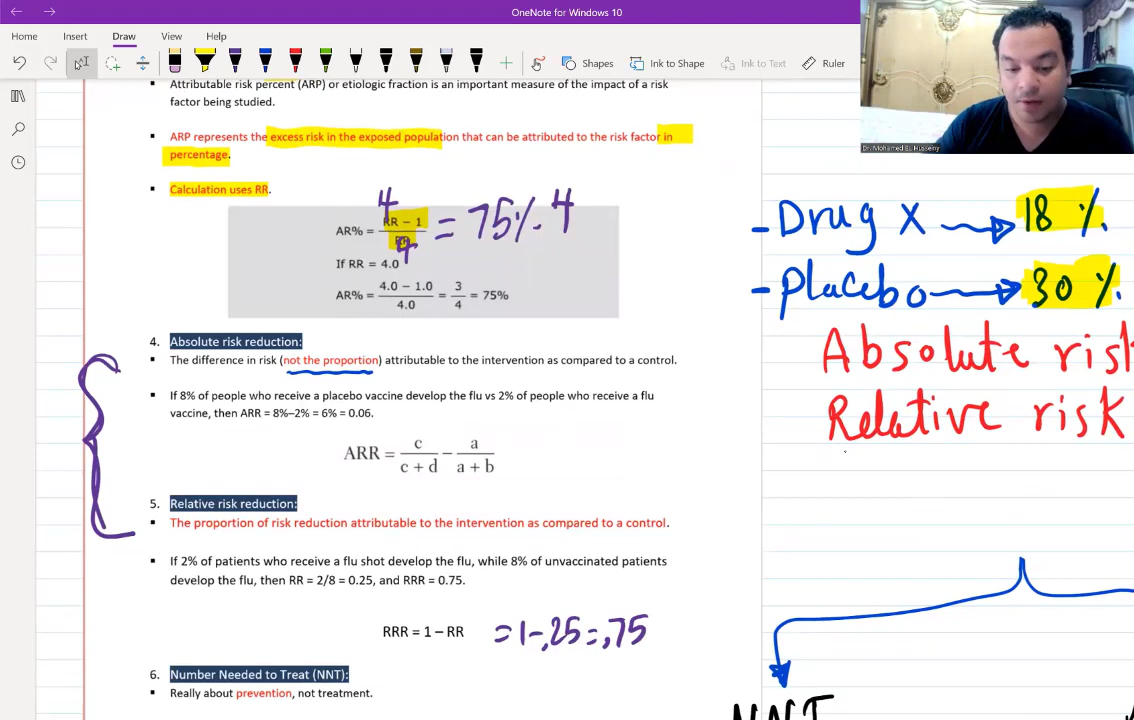 OneNote for Windows 10
Home Insert Draw View Help
Shapes Ink to Shape Ink to Text Ruler
Dr. Mohamed EL Husseiny
Attributable risk percent (ARP) or etiologic fraction is an important measure of the impact of a risk
factor being studied.
▪ ARP represents the excess risk in the exposed population that can be attributed to the risk factor in
percentage.
▪ Calculation uses RR.
4
AR% = RR − 1 = 75% 4
4
If RR = 4.0
AR% = 4.0 − 1.0 / 4.0 = 3 / 4 = 75%
4. Absolute risk reduction:
▪ The difference in risk (not the proportion) attributable to the intervention as compared to a control.
▪ If 8% of people who receive a placebo vaccine develop the flu vs 2% of people who receive a flu
vaccine, then ARR = 8%–2% = 6% = 0.06.
ARR = c / c + d − a / a + b
5. Relative risk reduction:
▪ The proportion of risk reduction attributable to the intervention as compared to a control.
▪ If 2% of patients who receive a flu shot develop the flu, while 8% of unvaccinated patients
develop the flu, then RR = 2/8 = 0.25, and RRR = 0.75.
RRR = 1 – RR = 1-,25=,75
6. Number Needed to Treat (NNT):
▪ Really about prevention, not treatment.
- Drug X → 18 %.
- Placebo → 30 %.
Absolute risk
Relative risk
NNT